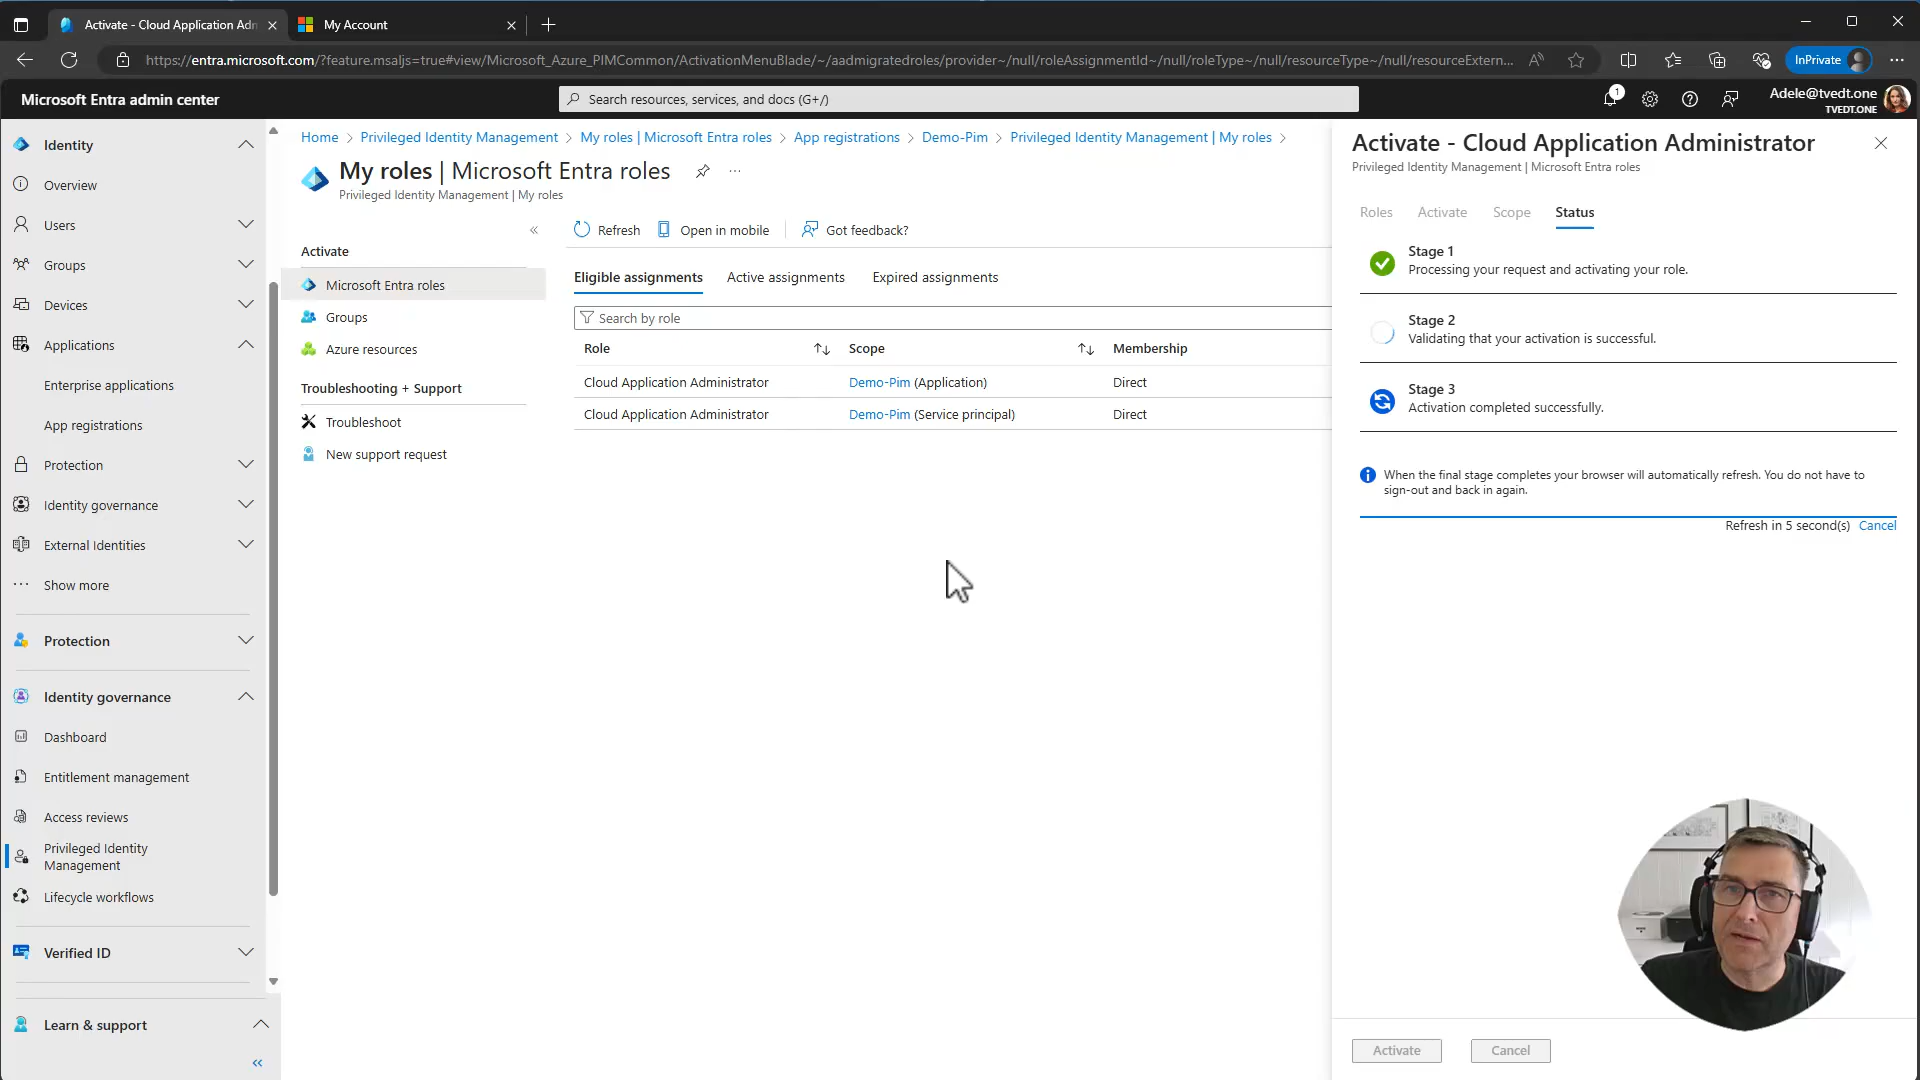 Activate - Cloud Application Adm
My Account
https://entra.microsoft.com/?feature.msaljs=true#view/Microsoft_Azure_PIMCommon/ActivationMenuBlade/~/aadmigratedroles/provider~/null/roleAssignmentId~/null/roleType~/null/resourceType~/null/resourceExtern...
InPrivate
Microsoft Entra admin center
Search resources, services, and docs (G+/)
1
Adele@tvedt.one
TVEDT.ONE
Identity
Overview
Users
Groups
Devices
Applications
Enterprise applications
App registrations
Protection
Identity governance
External Identities
Show more
Protection
Identity governance
Dashboard
Entitlement management
Access reviews
Privileged Identity
Management
Lifecycle workflows
Verified ID
Learn & support
Home > Privileged Identity Management > My roles | Microsoft Entra roles > App registrations > Demo-Pim > Privileged Identity Management | My roles >
My roles | Microsoft Entra roles
Privileged Identity Management | My roles
Activate
Microsoft Entra roles
Groups
Azure resources
Troubleshooting + Support
Troubleshoot
New support request
Refresh
Open in mobile
Got feedback?
Eligible assignments
Active assignments
Expired assignments
Search by role
Role
Scope
Membership
Cloud Application Administrator
Demo-Pim (Application)
Direct
Cloud Application Administrator
Demo-Pim (Service principal)
Direct
Activate - Cloud Application Administrator
Privileged Identity Management | Microsoft Entra roles
Roles
Activate
Scope
Status
Stage 1
Processing your request and activating your role.
Stage 2
Validating that your activation is successful.
Stage 3
Activation completed successfully.
When the final stage completes your browser will automatically refresh. You do not have to
sign-out and back in again.
Refresh in 5 second(s) Cancel
Activate
Cancel